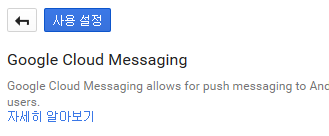 사용 설정
Google Cloud Messaging
Google Cloud Messaging allows for push messaging to
users.
자세히 알아보기